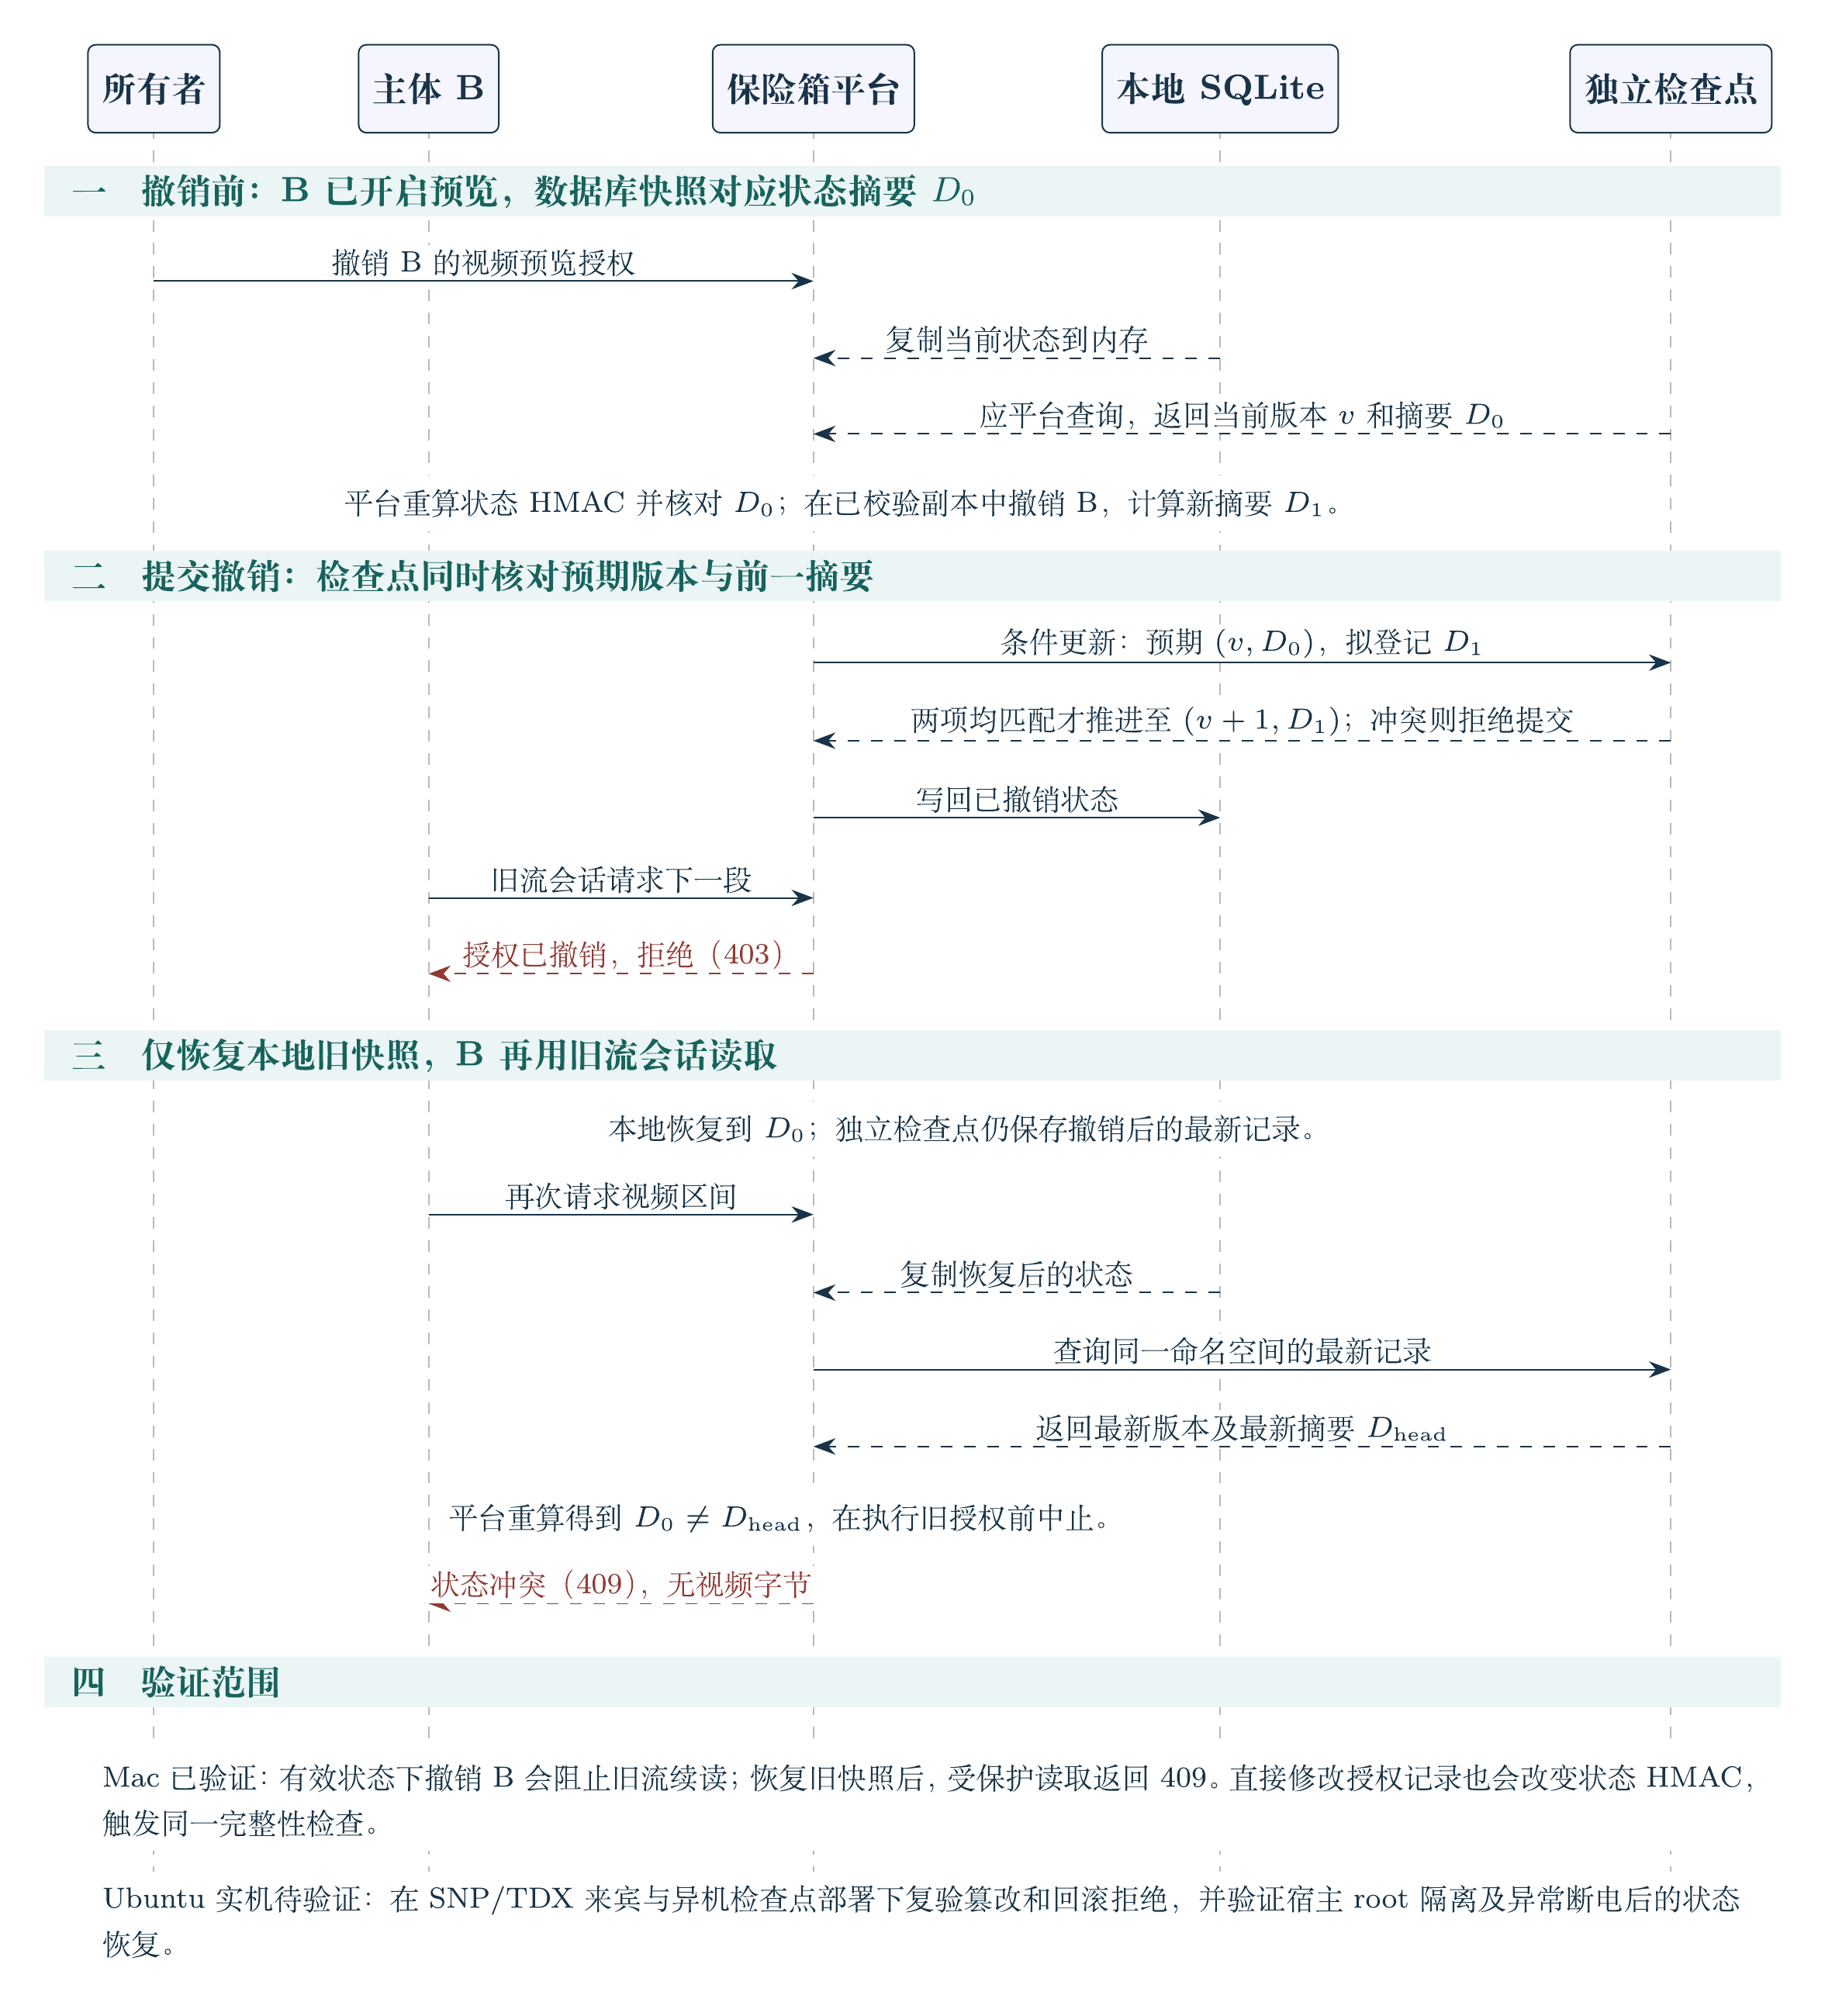 所有者
主体 B
保险箱平台
本地 SQLite
独立检查点
一 撤销前：B 已开启预览，数据库快照对应状态摘要 D₀
撤销 B 的视频预览授权
复制当前状态到内存
应平台查询，返回当前版本 v 和摘要 D₀
平台重算状态 HMAC 并核对 D₀；在已校验副本中撤销 B，计算新摘要 D₁。
二 提交撤销：检查点同时核对预期版本与前一摘要
条件更新：预期 (v, D₀)，拟登记 D₁
两项均匹配才推进至 (v + 1, D₁)；冲突则拒绝提交
写回已撤销状态
旧流会话请求下一段
授权已撤销，拒绝（403）
三 仅恢复本地旧快照，B 再用旧流会话读取
本地恢复到 D₀；独立检查点仍保存撤销后的最新记录。
再次请求视频区间
复制恢复后的状态
查询同一命名空间的最新记录
返回最新版本及最新摘要 D_head
平台重算得到 D₀ ≠ D_head，在执行旧授权前中止。
状态冲突（409），无视频字节
四 验证范围
Mac 已验证：有效状态下撤销 B 会阻止旧流续读；恢复旧快照后，受保护读取返回 409。直接修改授权记录也会改变状态 HMAC，
触发同一完整性检查。
Ubuntu 实机待验证：在 SNP/TDX 来宾与异机检查点部署下复验篡改和回滚拒绝，并验证宿主 root 隔离及异常断电后的状态
恢复。